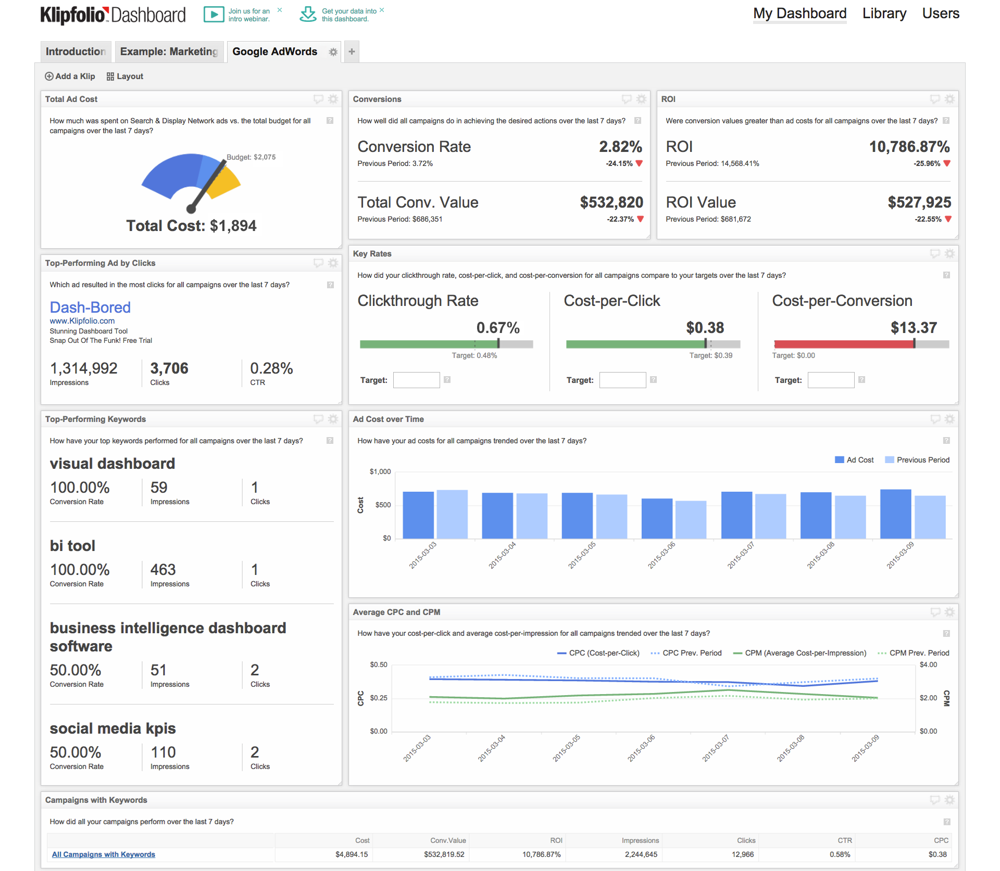 Klipfolio™ Dashboard
Join us for an
intro webinar.
Get your data into
this dashboard.
My Dashboard
Library
Users
Introduction
Example: Marketing
Google AdWords
+
Add a Klip
Layout
Total Ad Cost
How much was spent on Search & Display Network ads vs. the total budget for all
campaigns over the last 7 days?
?
Budget: $2,075
Total Cost: $1,894
Conversions
How well did all campaigns do in achieving the desired actions over the last 7 days?
?
Conversion Rate
2.82%
Previous Period: 3.72%
-24.15%
Total Conv. Value
$532,820
Previous Period: $686,351
-22.37%
ROI
Were conversion values greater than ad costs for all campaigns over the last 7 days?
?
ROI
10,786.87%
Previous Period: 14,568.41%
-25.96%
ROI Value
$527,925
Previous Period: $681,672
-22.55%
Top-Performing Ad by Clicks
Which ad resulted in the most clicks for all campaigns over the last 7 days?
?
Dash-Bored
www.Klipfolio.com
Stunning Dashboard Tool
Snap Out Of The Funk! Free Trial
1,314,992
Impressions
3,706
Clicks
0.28%
CTR
Key Rates
How did your clickthrough rate, cost-per-click, and cost-per-conversion for all campaigns compare to your targets over the last 7 days?
?
Clickthrough Rate
0.67%
Target: 0.48%
Target:
?
Cost-per-Click
$0.38
Target: $0.39
Target:
?
Cost-per-Conversion
$13.37
Target: $0.00
Target:
?
Top-Performing Keywords
How have your top keywords performed for all campaigns over the last 7 days?
?
visual dashboard
100.00%
Conversion Rate
59
Impressions
1
Clicks
bi tool
100.00%
Conversion Rate
463
Impressions
1
Clicks
business intelligence dashboard
software
50.00%
Conversion Rate
51
Impressions
2
Clicks
social media kpis
50.00%
Conversion Rate
110
Impressions
2
Clicks
Ad Cost over Time
How have your ad costs for all campaigns trended over the last 7 days?
?
Ad Cost
Previous Period
Cost
$1,000
$500
$0
2015-03-03
2015-03-04
2015-03-05
2015-03-06
2015-03-07
2015-03-08
2015-03-09
Average CPC and CPM
How have your cost-per-click and average cost-per-impression for all campaigns trended over the last 7 days?
?
CPC (Cost-per-Click)
CPC Prev. Period
CPM (Average Cost-per-Impression)
CPM Prev. Period
CPC
$0.50
$0.25
$0.00
$4.00
$2.00
$0.00
CPM
2015-03-03
2015-03-04
2015-03-05
2015-03-06
2015-03-07
2015-03-08
2015-03-09
Campaigns with Keywords
How did all your campaigns perform over the last 7 days?
?
Cost Conv.Value ROI Impressions Clicks CTR CPC
All Campaigns with Keywords $4,894.15 $532,819.52 10,786.87% 2,244,645 12,966 0.58% $0.38